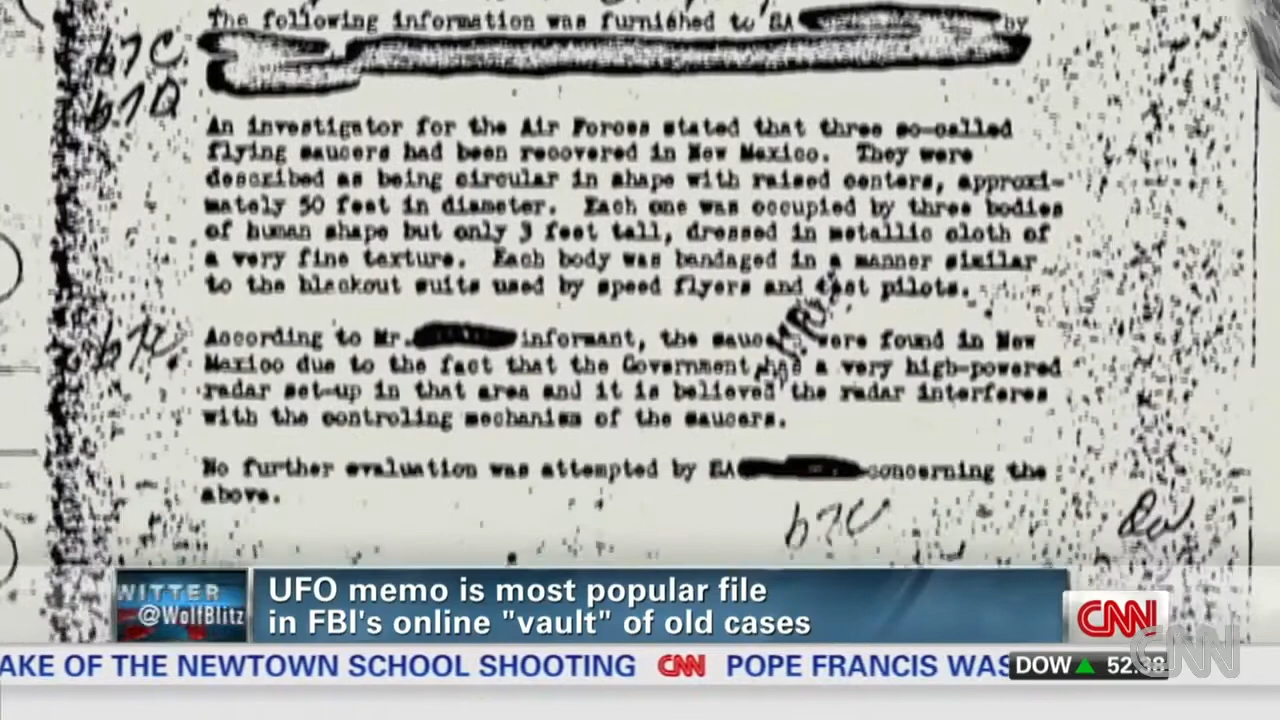 The following information was furnished to SA by
b7C
b7D
An investigator for the Air Forces stated that three so-called
flying saucers had been recovered in New Mexico. They were
described as being circular in shape with raised centers, approxi-
mately 50 feet in diameter. Each one was occupied by three bodies
of human shape but only 3 feet tall, dressed in metallic cloth of
a very fine texture. Each body was bandaged in a manner similar
to the blackout suits used by speed flyers and test pilots.
According to Mr. informant, the were found in New
b7C
Mexico due to the fact that the Government has a very high-powered
radar set-up in that area and it is believed the radar interferes
with the controling mechanism of the saucers.
No further evaluation was attempted by SA concerning the
above.
b7C
WITTER
@WolfBlitz
UFO memo is most popular file
in FBI's online "vault" of old cases
CNN
AKE OF THE NEWTOWN SCHOOL SHOOTING CNN POPE FRANCIS WAS
DOW ▲ 52.38
CNN